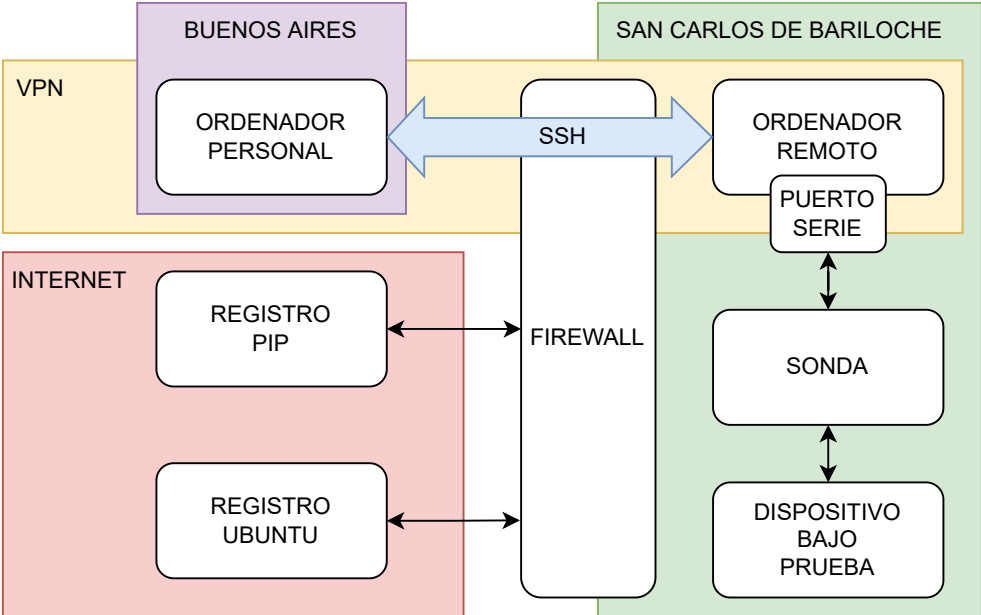 BUENOS AIRES
SAN CARLOS DE BARILOCHE
VPN
ORDENADOR
PERSONAL
SSH
ORDENADOR
REMOTO
PUERTO
SERIE
INTERNET
REGISTRO
PIP
FIREWALL
SONDA
REGISTRO
UBUNTU
DISPOSITIVO
BAJO
PRUEBA